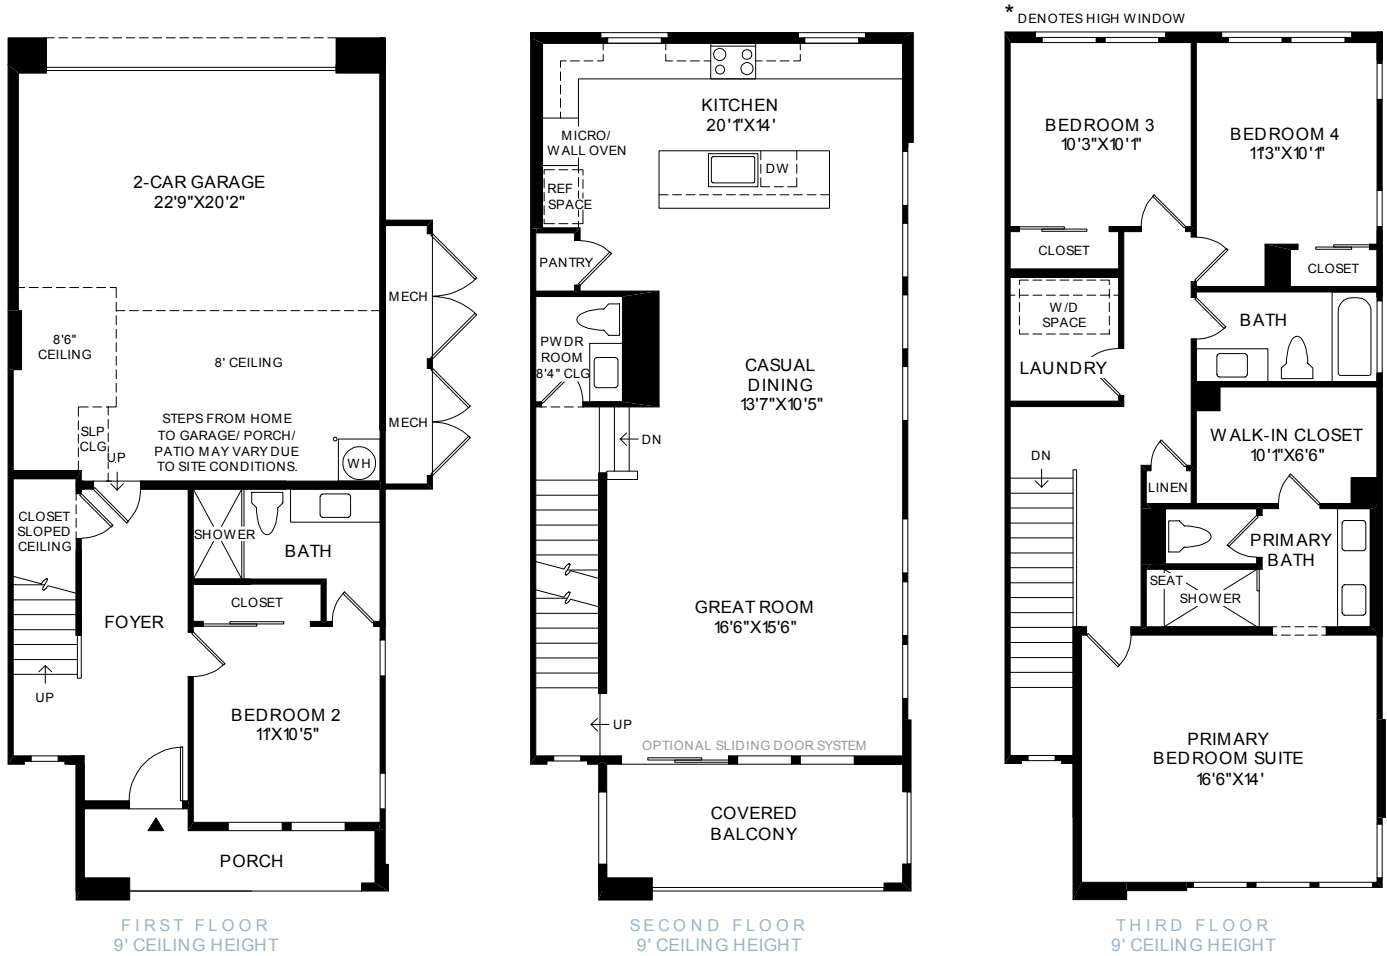 * DENOTES HIGH WINDOW
2-CAR GARAGE
22'9"X20'2"
MECH
8'6"
CEILING
8' CEILING
MECH
SLP
CLG
UP
STEPS FROM HOME
TO GARAGE/ PORCH/
PATIO MAY VARY DUE
TO SITE CONDITIONS.
WH
CLOSET
SLOPED
CEILING
SHOWER
BATH
CLOSET
FOYER
UP
BEDROOM 2
11'X10'5"
PORCH
FIRST FLOOR
9' CEILING HEIGHT
KITCHEN
20'1"X14'
MICRO/
WALL OVEN
DW
REF
SPACE
PANTRY
PWDR
ROOM
8'4" CLG
CASUAL
DINING
13'7"X10'5"
DN
GREAT ROOM
16'6"X15'6"
UP
OPTIONAL SLIDING DOOR SYSTEM
COVERED
BALCONY
SECOND FLOOR
9' CEILING HEIGHT
BEDROOM 3
10'3"X10'1"
BEDROOM 4
11'3"X10'1"
CLOSET
CLOSET
W/D
SPACE
LAUNDRY
BATH
WALK-IN CLOSET
10'1"X6'6"
DN
LINEN
PRIMARY
BATH
SEAT
SHOWER
PRIMARY
BEDROOM SUITE
16'6"X14'
THIRD FLOOR
9' CEILING HEIGHT